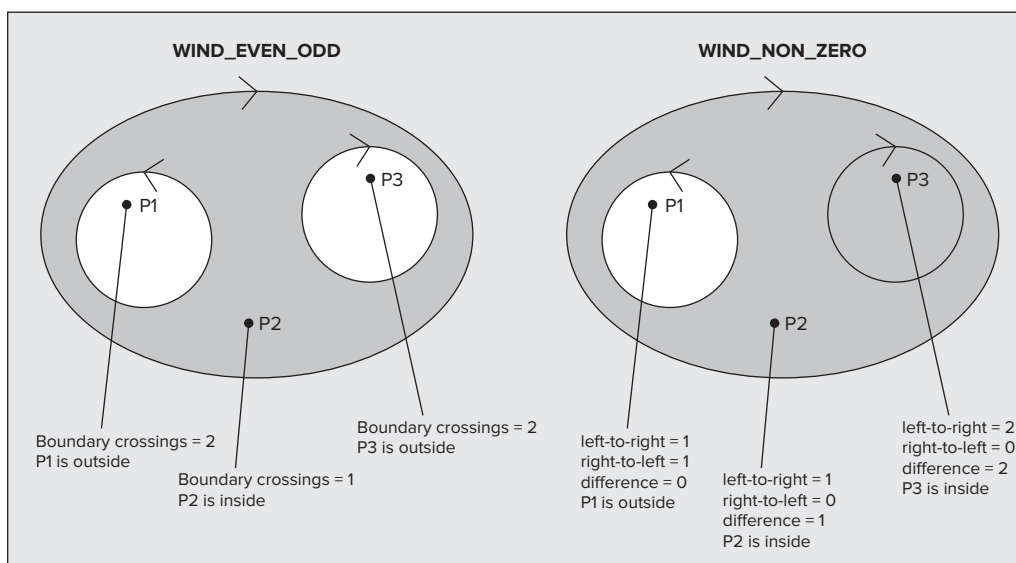 WIND_EVEN_ODD
P1
P3
P2
Boundary crossings = 2
P1 is outside
Boundary crossings = 1
P2 is inside
Boundary crossings = 2
P3 is outside
WIND_NON_ZERO
P1
P3
P2
left-to-right = 1
right-to-left = 1
difference = 0
P1 is outside
left-to-right = 1
right-to-left = 0
difference = 1
P2 is inside
left-to-right = 2
right-to-left = 0
difference = 2
P3 is inside